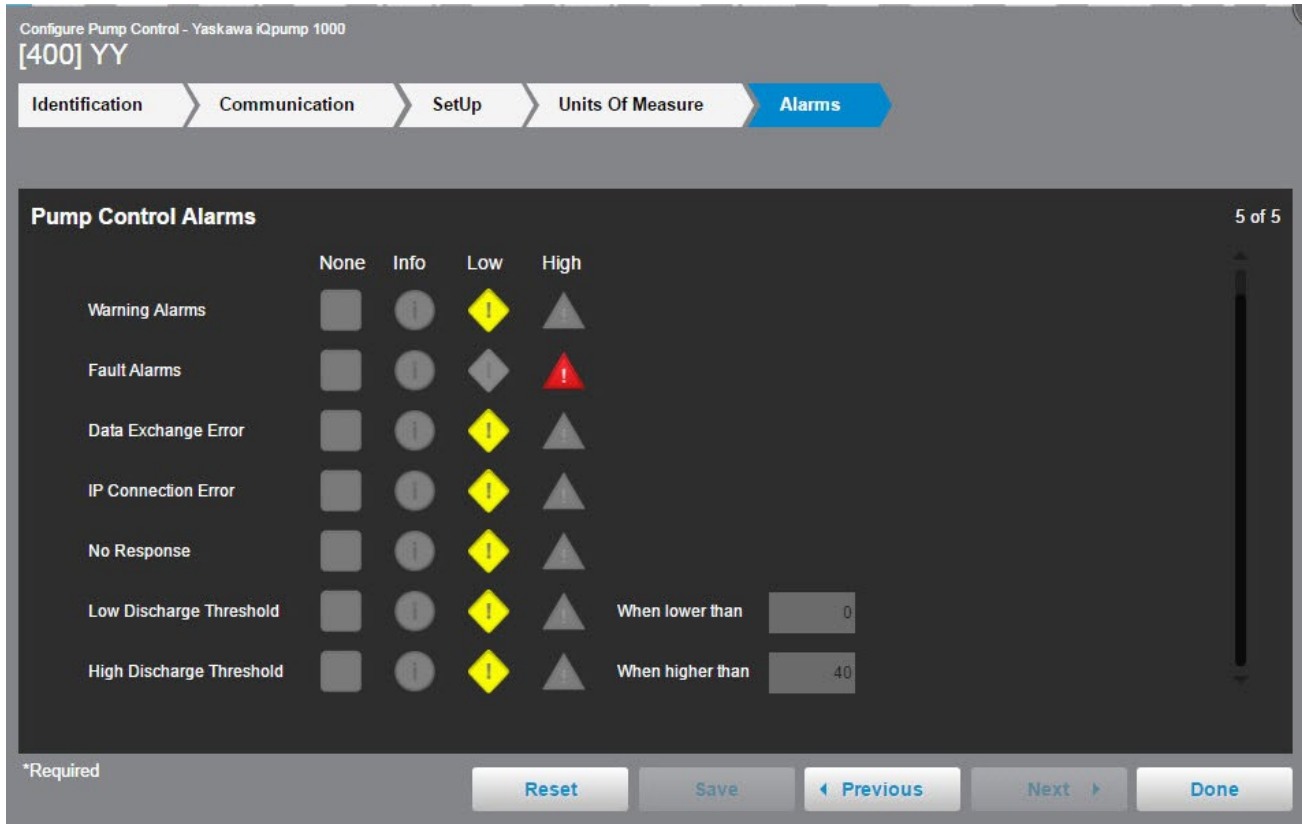 Configure Pump Control - Yaskawa iQpump 1000
[400] YY
Identification Communication SetUp Units Of Measure Alarms
Pump Control Alarms 5 of 5
None Info Low High
Warning Alarms
Fault Alarms
Data Exchange Error
IP Connection Error
No Response
Low Discharge Threshold When lower than 0
High Discharge Threshold When higher than 40
*Required
Reset Save Previous Next Done